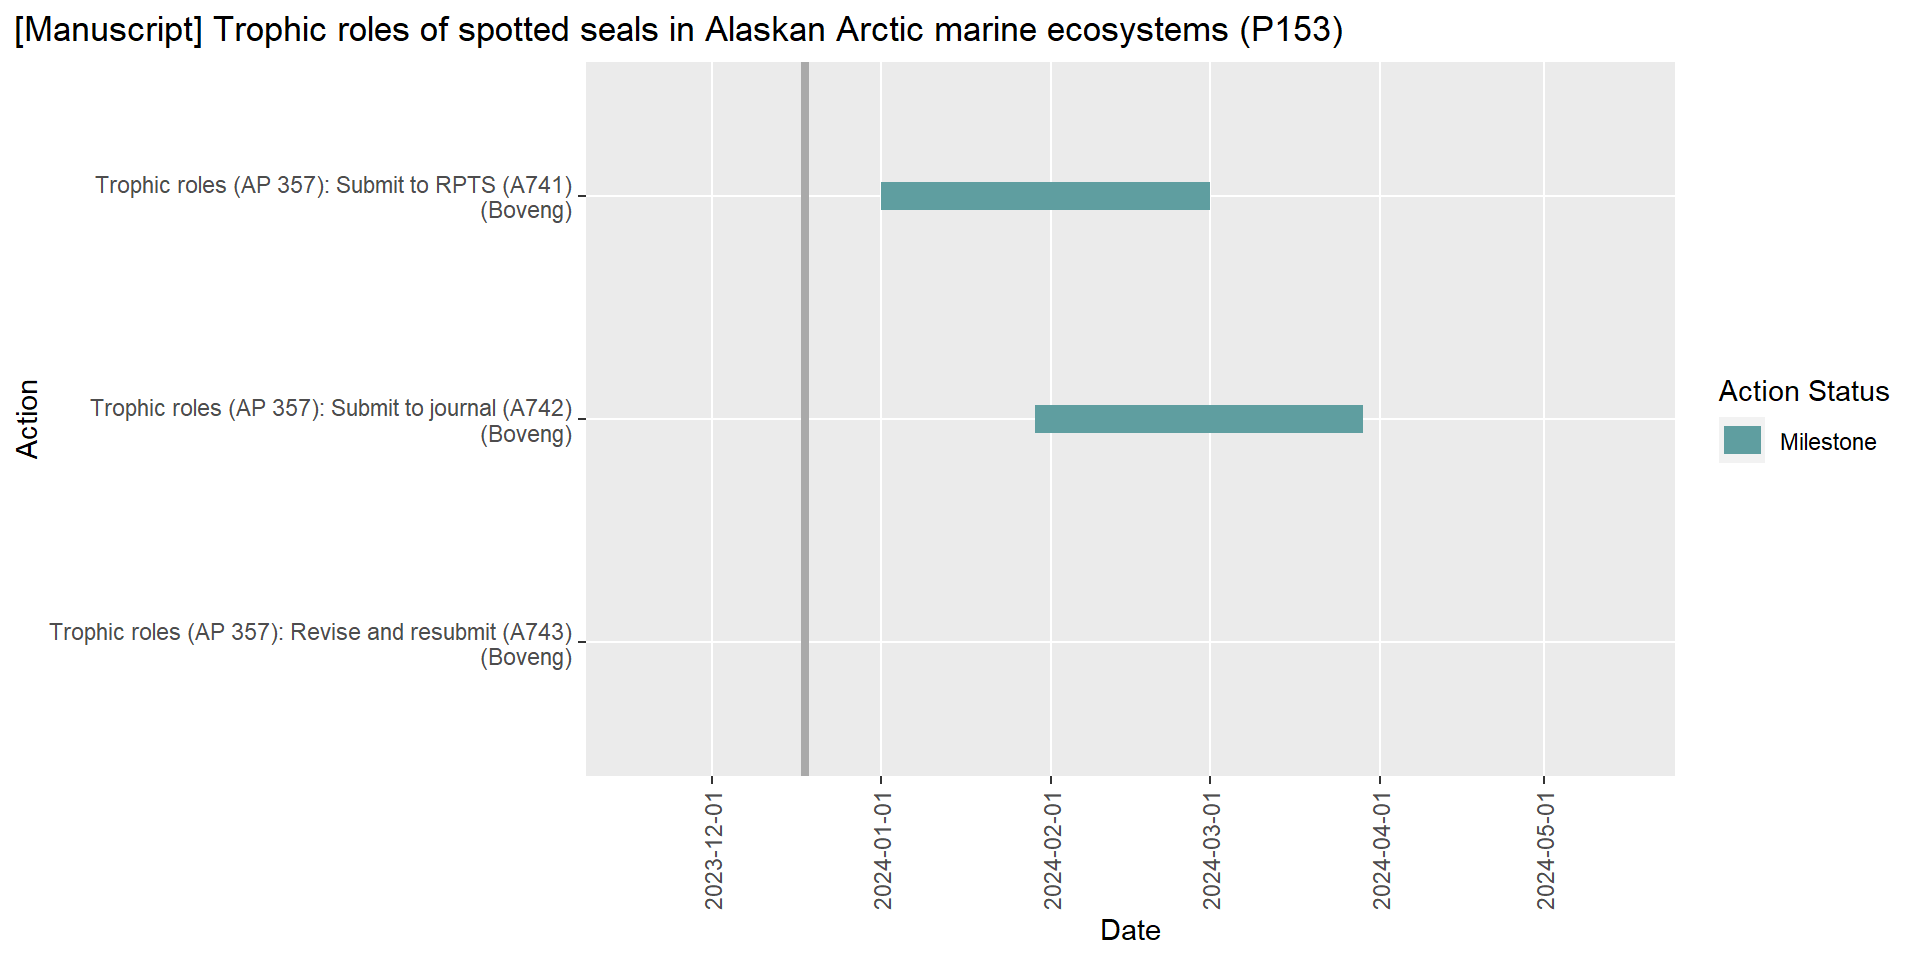 [Manuscript] Trophic roles of spotted seals in Alaskan Arctic marine ecosystems (P153)
Action
Trophic roles (AP 357): Submit to RPTS (A741)
(Boveng)
Trophic roles (AP 357): Submit to journal (A742)
(Boveng)
Trophic roles (AP 357): Revise and resubmit (A743)
(Boveng)
2023-12-01
2024-01-01
2024-02-01
2024-03-01
2024-04-01
2024-05-01
Date
Action Status
Milestone